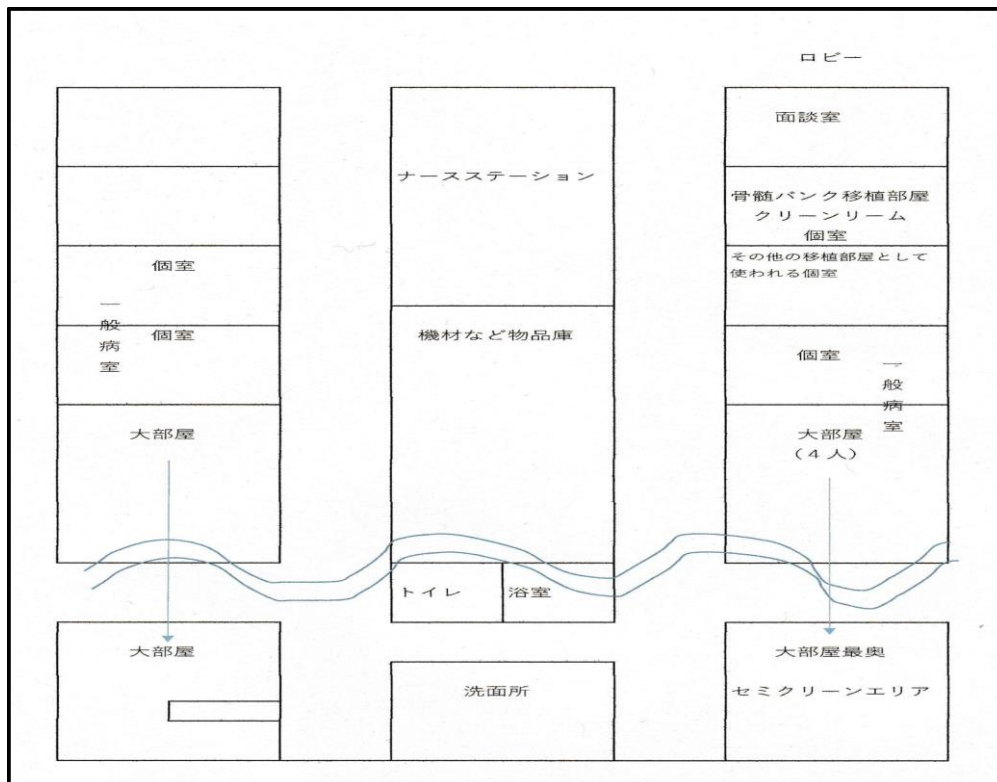 ロビー
面談室
ナースステーション
骨髄バンク移植部屋
クリーンリーム
個室
その他の移植部屋として
使われる個室
個室
一般病室
個室
機材など物品庫
個室
一般病室
大部屋
大部屋
(4人)
トイレ
浴室
大部屋
洗面所
大部屋最奥
セミクリーンエリア